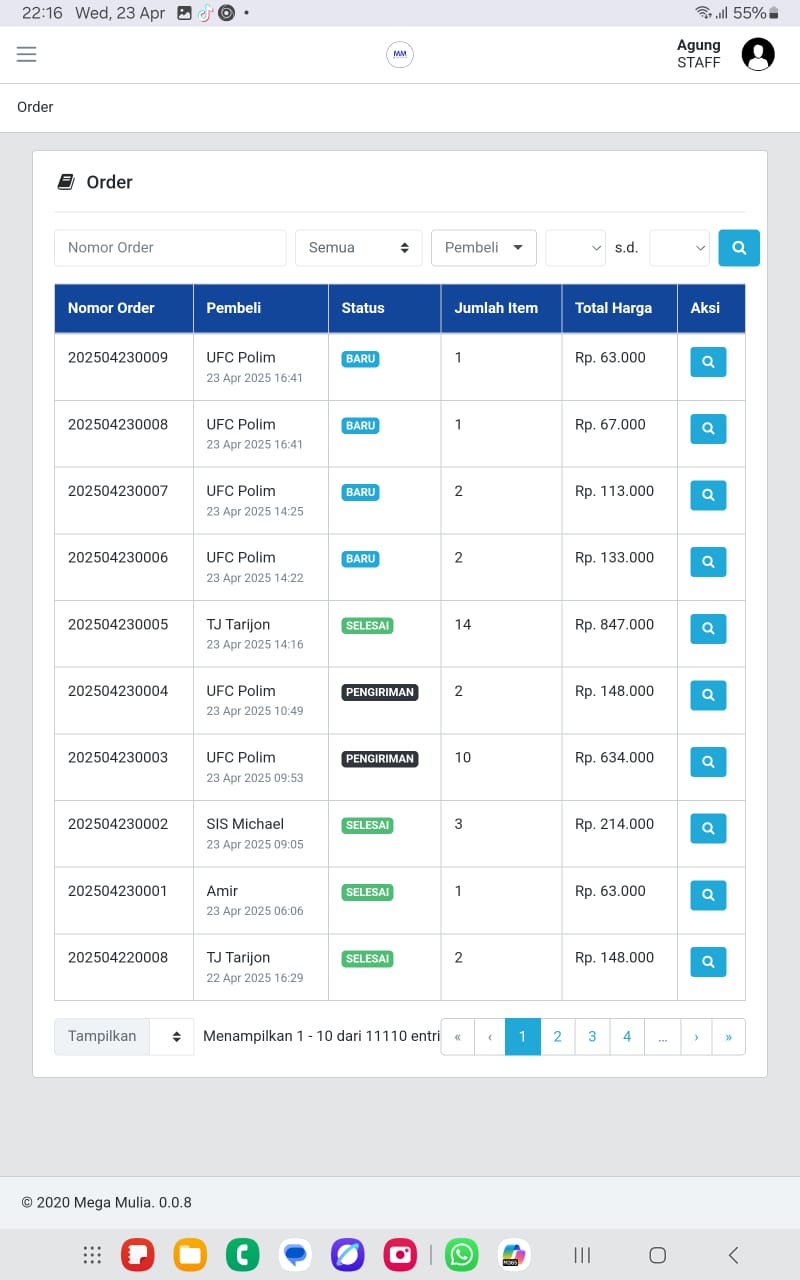 22:16 Wed, 23 Apr 55%
MM
Agung
STAFF
Order
Order
Nomor Order Semua Pembeli s.d.
Nomor Order Pembeli Status Jumlah Item Total Harga Aksi
202504230009 UFC Polim BARU 1 Rp. 63.000
23 Apr 2025 16:41
202504230008 UFC Polim BARU 1 Rp. 67.000
23 Apr 2025 16:41
202504230007 UFC Polim BARU 2 Rp. 113.000
23 Apr 2025 14:25
202504230006 UFC Polim BARU 2 Rp. 133.000
23 Apr 2025 14:22
202504230005 TJ Tarijon SELESAI 14 Rp. 847.000
23 Apr 2025 14:16
202504230004 UFC Polim PENGIRIMAN 2 Rp. 148.000
23 Apr 2025 10:49
202504230003 UFC Polim PENGIRIMAN 10 Rp. 634.000
23 Apr 2025 09:53
202504230002 SIS Michael SELESAI 3 Rp. 214.000
23 Apr 2025 09:05
202504230001 Amir SELESAI 1 Rp. 63.000
23 Apr 2025 06:06
202504220008 TJ Tarijon SELESAI 2 Rp. 148.000
22 Apr 2025 16:29
Tampilkan Menampilkan 1 - 10 dari 11110 entri « ‹ 1 2 3 4 ... › »
© 2020 Mega Mulia. 0.0.8
M365